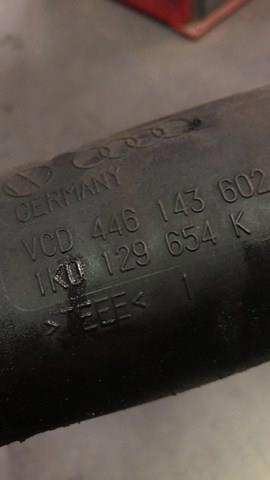 GERMANY
VCD 446 143 602
1K0 129 654 K
>TEEE< 1